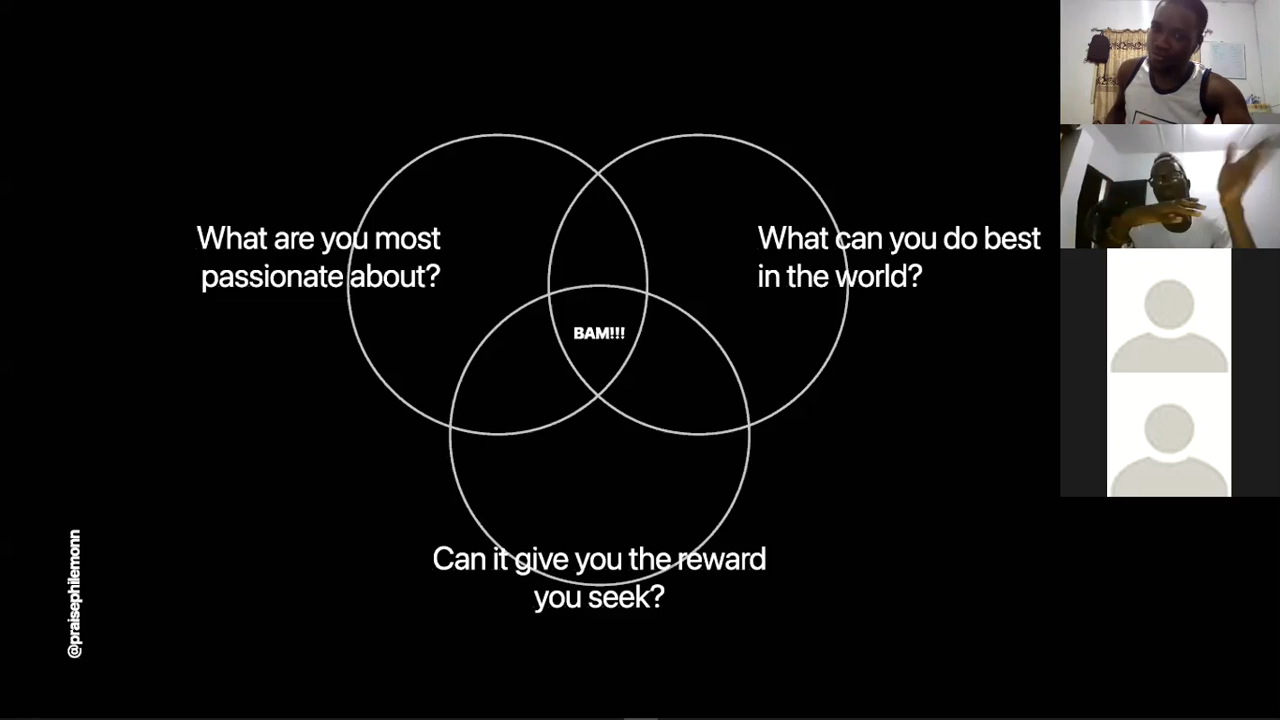 What are you most
passionate about?
What can you do best
in the world?
BAM!!!
Can it give you the reward
you seek?
@praisephilemonn